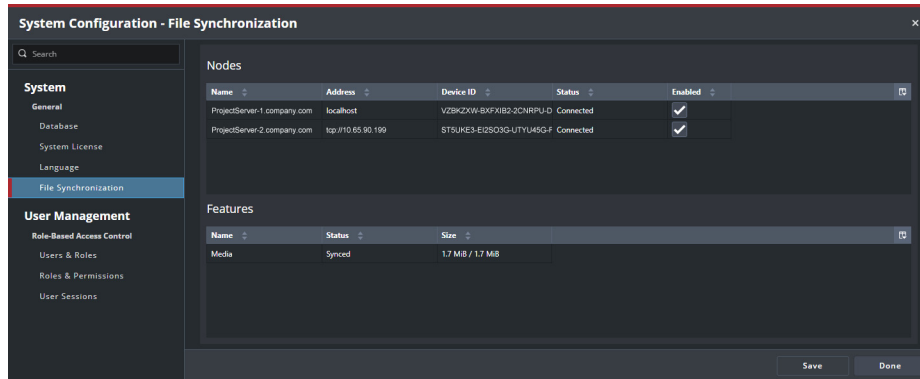 System Configuration - File Synchronization
×
Search
System
General
Database
System License
Language
File Synchronization
User Management
Role-Based Access Control
Users & Roles
Roles & Permissions
User Sessions
Nodes
Name Address Device ID Status Enabled
ProjectServer-1.company.com localhost VZBKZXW-BXFXIB2-2CNRPU-D Connected
ProjectServer-2.company.com tcp://10.65.90.199 ST5UKE3-EI2SO3G-UTYU45G-F Connected
Features
Name Status Size
Media Synced 1.7 MiB / 1.7 MiB
Save Done